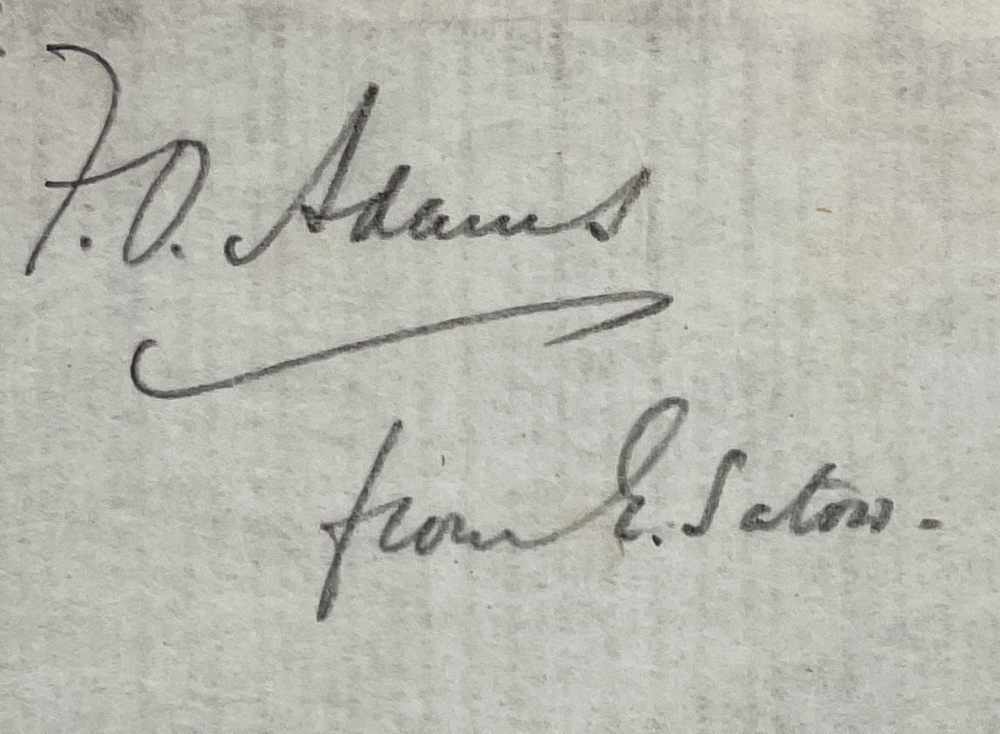 F. O. Adams
from E. Satow.